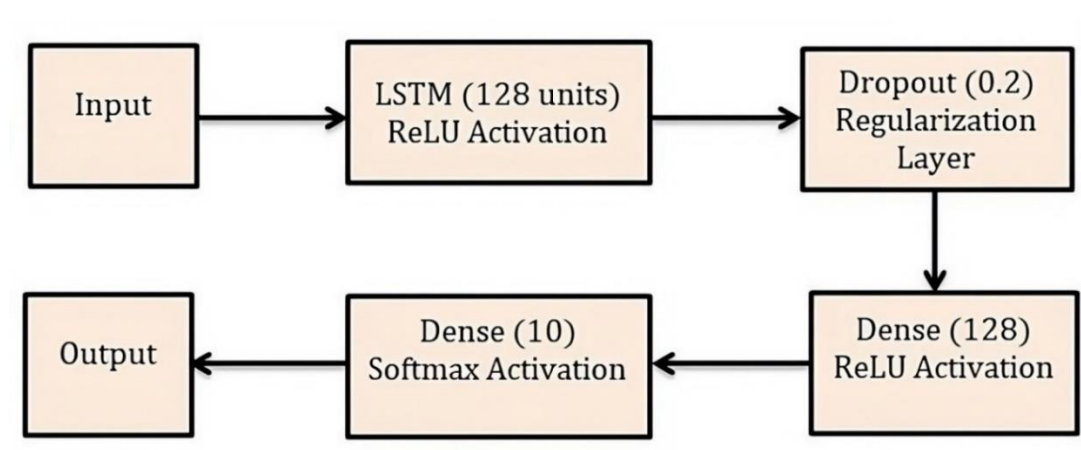 Input
LSTM (128 units)
ReLU Activation
Dropout (0.2)
Regularization
Layer
Dense (128)
ReLU Activation
Dense (10)
Softmax Activation
Output